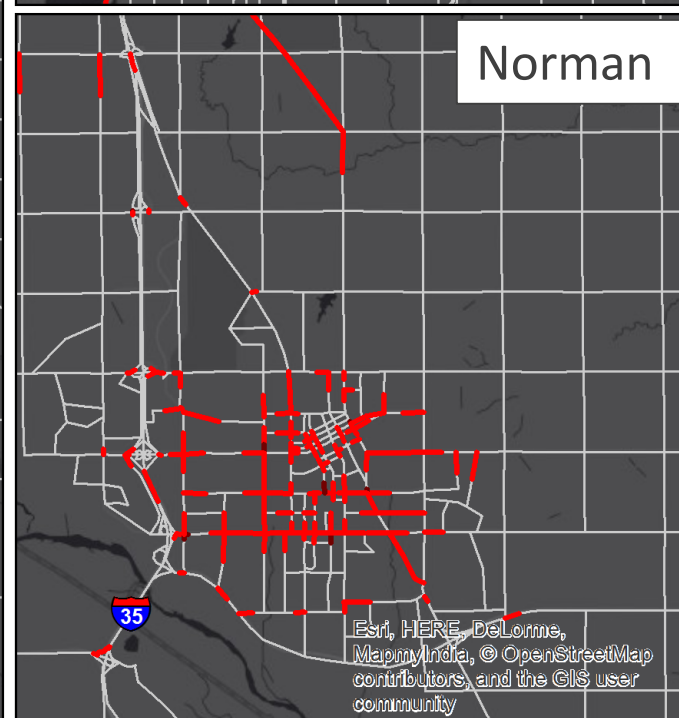 Norman
35
Esri, HERE, DeLorme,
MapmyIndia, © OpenStreetMap
contributors, and the GIS user
community